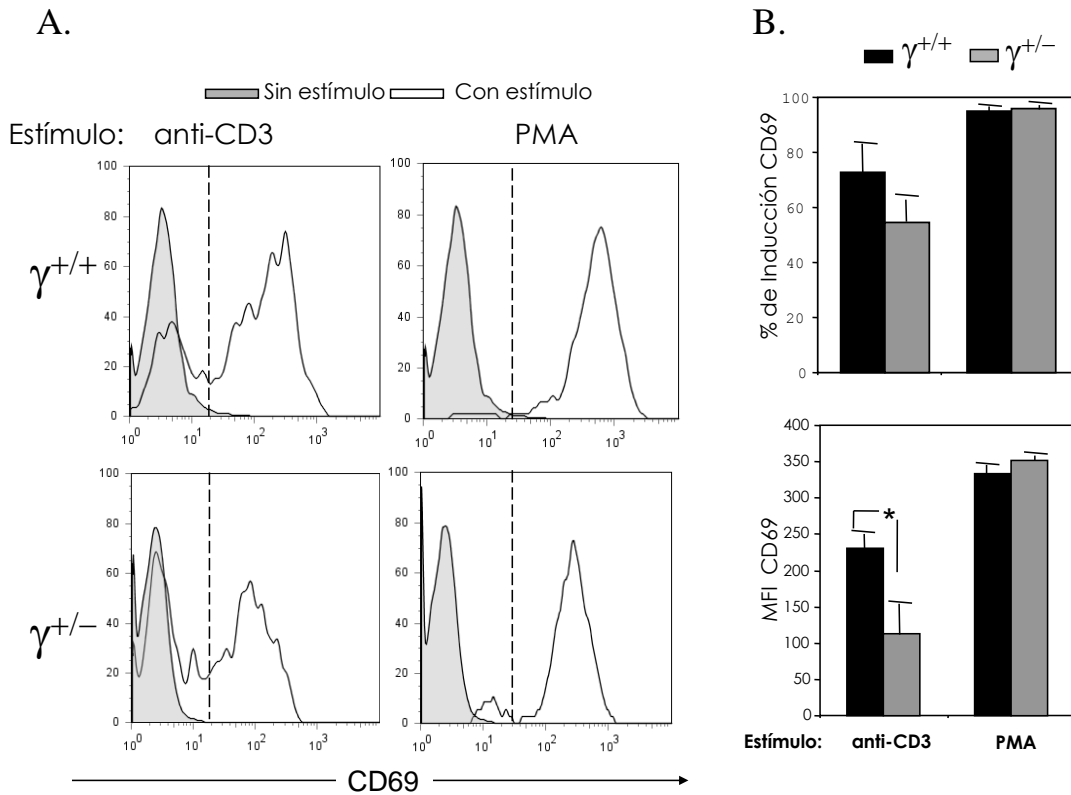 A.
B.
γ+/+ γ+/−
Sin estímulo Con estímulo
Estímulo: anti-CD3 PMA
γ+/+
100
80
60
40
20
0
10^0 10^1 10^2 10^3
100
80
60
40
20
0
10^0 10^1 10^2 10^3
γ+/−
100
80
60
40
20
0
10^0 10^1 10^2 10^3
100
80
60
40
20
0
10^0 10^1 10^2 10^3
CD69
% de Inducción CD69
100
80
60
40
20
0
MFI CD69
400
350
300
250
200
150
100
50
0
*
Estímulo: anti-CD3 PMA